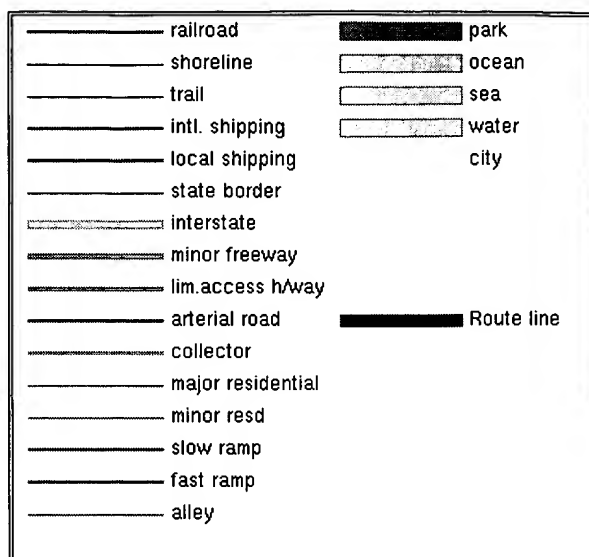 railroad
shoreline
trail
intl. shipping
local shipping
state border
interstate
minor freeway
lim.access h/way
arterial road
collector
major residential
minor resd
slow ramp
fast ramp
alley
park
ocean
sea
water
city
Route line